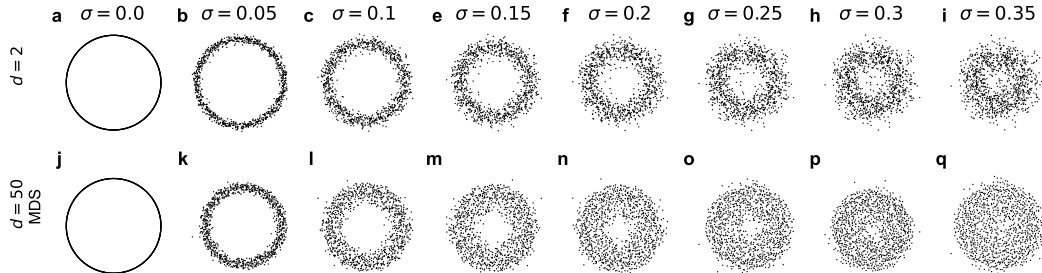 a σ = 0.0 b σ = 0.05 c σ = 0.1 e σ = 0.15 f σ = 0.2 g σ = 0.25 h σ = 0.3 i σ = 0.35
d = 2
j k l m n o p q
d = 50
MDS